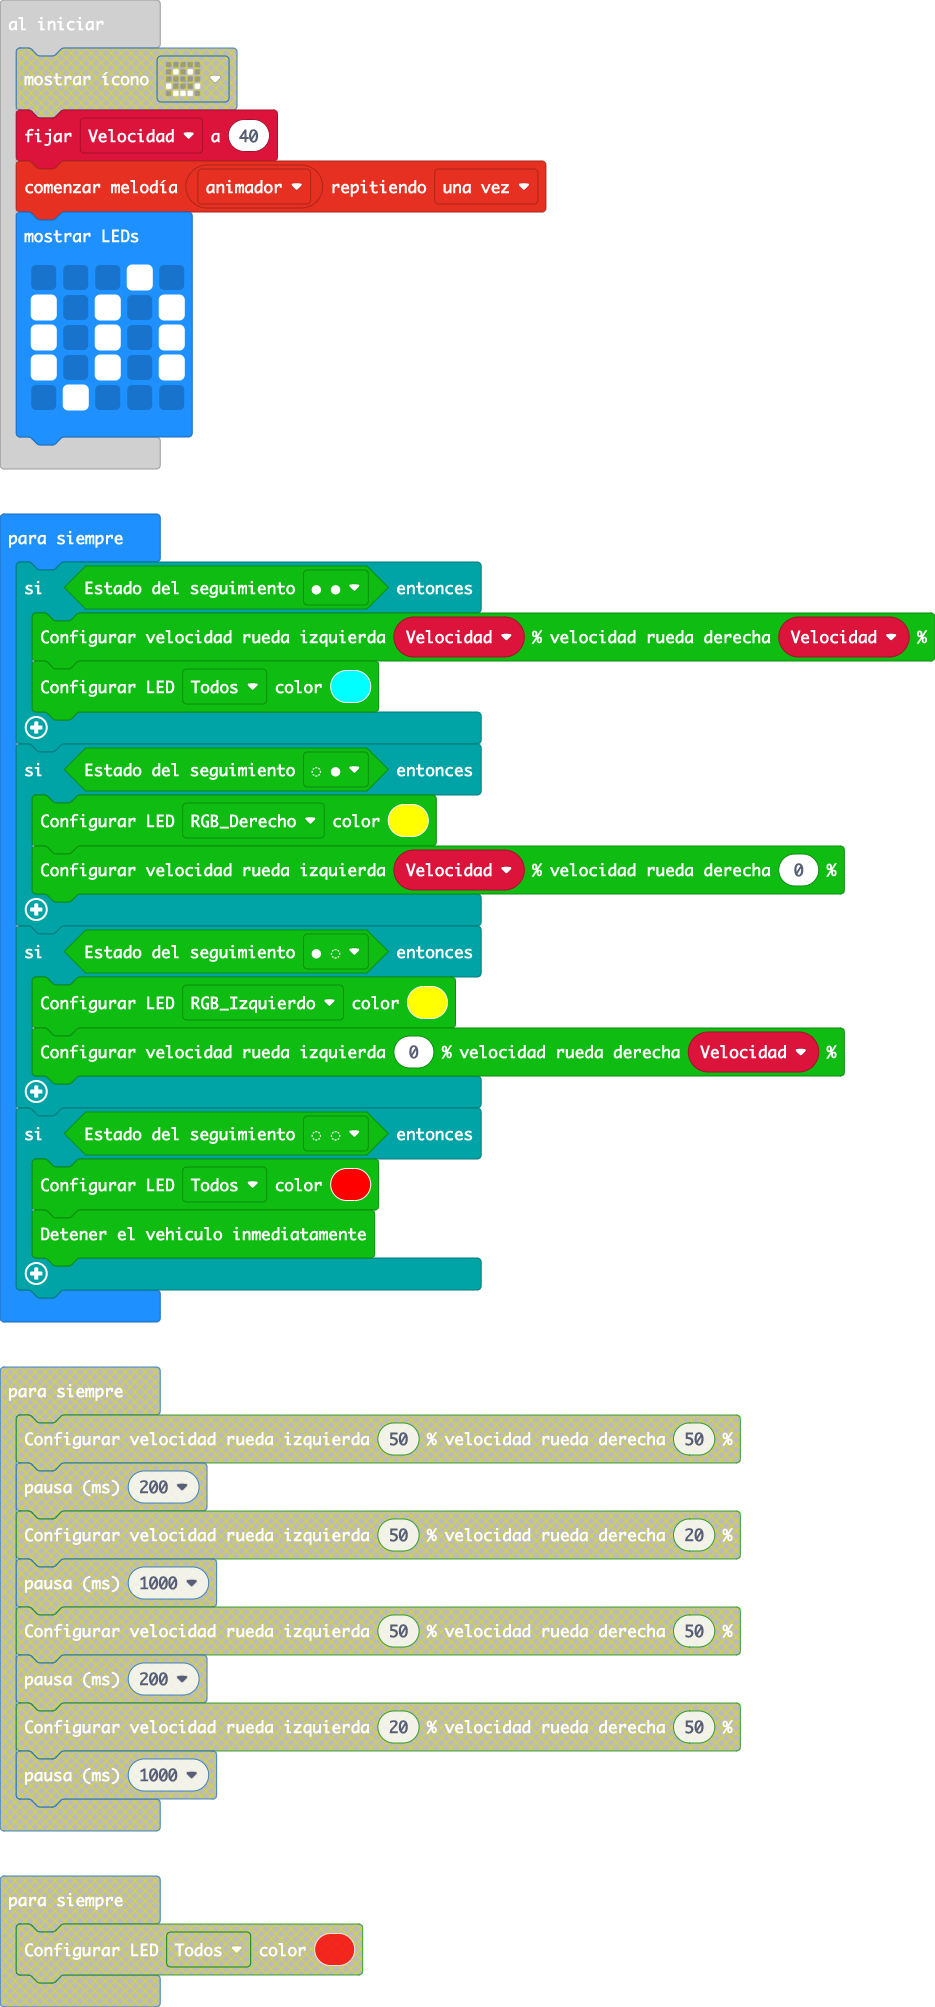 al iniciar
mostrar ícono
fijar Velocidad a 40
comenzar melodía animador repitiendo una vez
mostrar LEDs
para siempre
si Estado del seguimiento ● ● entonces
Configurar velocidad rueda izquierda Velocidad % velocidad rueda derecha Velocidad %
Configurar LED Todos color
si Estado del seguimiento ◌ ● entonces
Configurar LED RGB_Derecho color
Configurar velocidad rueda izquierda Velocidad % velocidad rueda derecha 0 %
si Estado del seguimiento ● ◌ entonces
Configurar LED RGB_Izquierdo color
Configurar velocidad rueda izquierda 0 % velocidad rueda derecha Velocidad %
si Estado del seguimiento ◌ ◌ entonces
Configurar LED Todos color
Detener el vehiculo inmediatamente
para siempre
Configurar velocidad rueda izquierda 50 % velocidad rueda derecha 50 %
pausa (ms) 200
Configurar velocidad rueda izquierda 50 % velocidad rueda derecha 20 %
pausa (ms) 1000
Configurar velocidad rueda izquierda 50 % velocidad rueda derecha 50 %
pausa (ms) 200
Configurar velocidad rueda izquierda 20 % velocidad rueda derecha 50 %
pausa (ms) 1000
para siempre
Configurar LED Todos color